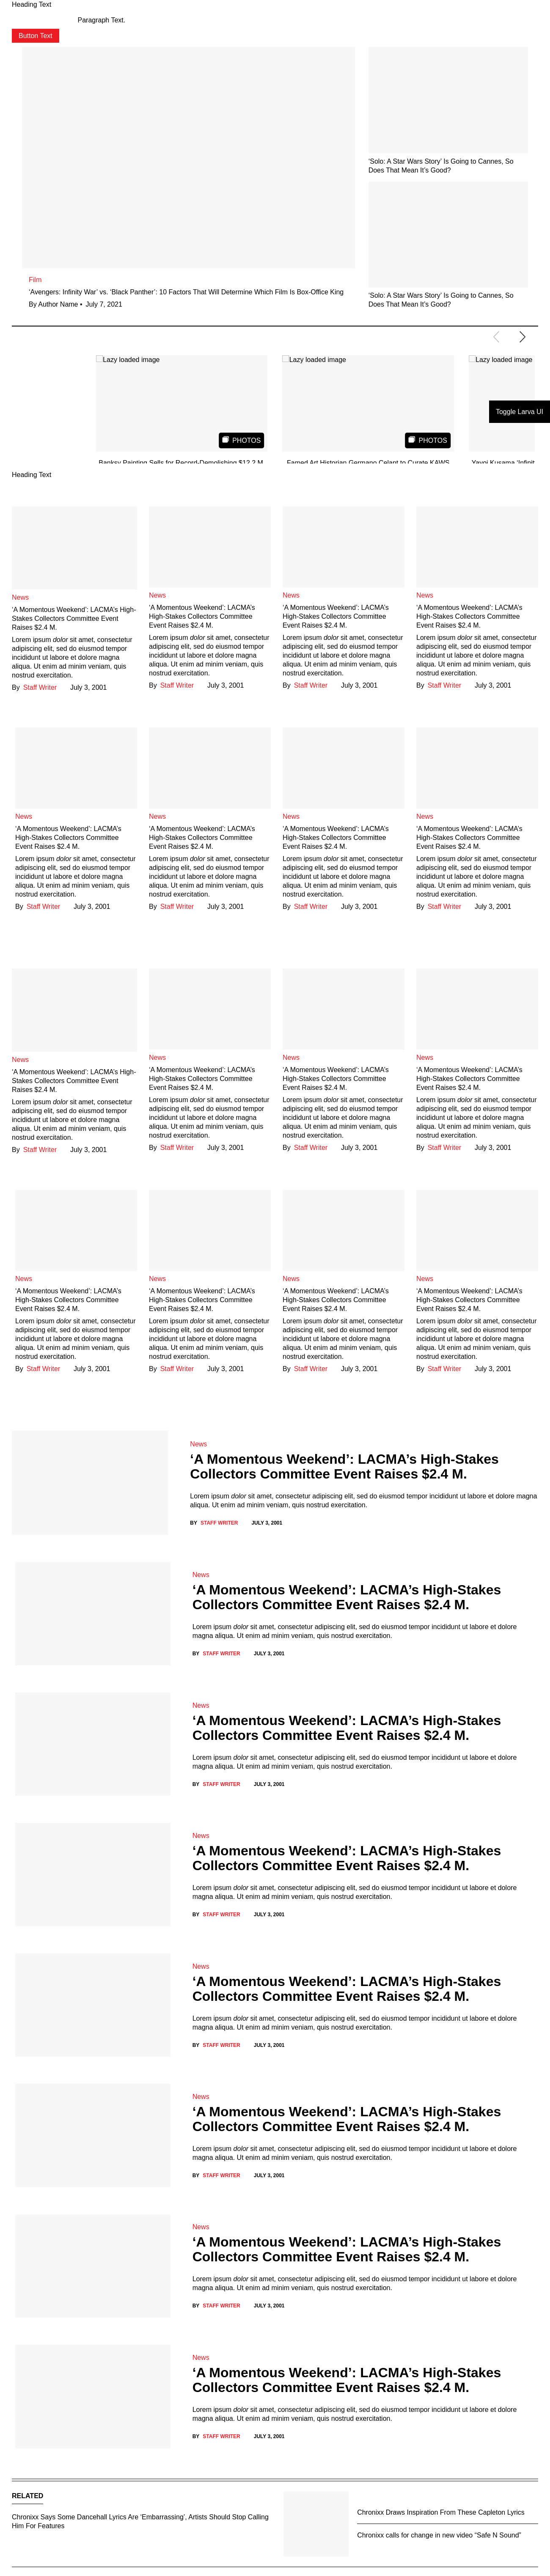 Heading Text
Paragraph Text.
Button Text
Film
'Avengers: Infinity War' vs. 'Black Panther': 10 Factors That Will Determine Which Film Is Box-Office King
By Author Name • July 7, 2021
'Solo: A Star Wars Story' Is Going to Cannes, So
Does That Mean It's Good?
'Solo: A Star Wars Story' Is Going to Cannes, So
Does That Mean It's Good?
Lazy loaded image
PHOTOS
Banksy Painting Sells for Record-Demolishing $12.2 M.
Lazy loaded image
PHOTOS
Famed Art Historian Germano Celant to Curate KAWS
Lazy loaded image
Yayoi Kusama 'Infinit
Toggle Larva UI
Heading Text
News
'A Momentous Weekend': LACMA's High-
Stakes Collectors Committee Event
Raises $2.4 M.
Lorem ipsum dolor sit amet, consectetur
adipiscing elit, sed do eiusmod tempor
incididunt ut labore et dolore magna
aliqua. Ut enim ad minim veniam, quis
nostrud exercitation.
By Staff Writer July 3, 2001
News
'A Momentous Weekend': LACMA's
High-Stakes Collectors Committee
Event Raises $2.4 M.
Lorem ipsum dolor sit amet, consectetur
adipiscing elit, sed do eiusmod tempor
incididunt ut labore et dolore magna
aliqua. Ut enim ad minim veniam, quis
nostrud exercitation.
By Staff Writer July 3, 2001
News
'A Momentous Weekend': LACMA's
High-Stakes Collectors Committee
Event Raises $2.4 M.
Lorem ipsum dolor sit amet, consectetur
adipiscing elit, sed do eiusmod tempor
incididunt ut labore et dolore magna
aliqua. Ut enim ad minim veniam, quis
nostrud exercitation.
By Staff Writer July 3, 2001
News
'A Momentous Weekend': LACMA's
High-Stakes Collectors Committee
Event Raises $2.4 M.
Lorem ipsum dolor sit amet, consectetur
adipiscing elit, sed do eiusmod tempor
incididunt ut labore et dolore magna
aliqua. Ut enim ad minim veniam, quis
nostrud exercitation.
By Staff Writer July 3, 2001
News
'A Momentous Weekend': LACMA's
High-Stakes Collectors Committee
Event Raises $2.4 M.
Lorem ipsum dolor sit amet, consectetur
adipiscing elit, sed do eiusmod tempor
incididunt ut labore et dolore magna
aliqua. Ut enim ad minim veniam, quis
nostrud exercitation.
By Staff Writer July 3, 2001
News
'A Momentous Weekend': LACMA's
High-Stakes Collectors Committee
Event Raises $2.4 M.
Lorem ipsum dolor sit amet, consectetur
adipiscing elit, sed do eiusmod tempor
incididunt ut labore et dolore magna
aliqua. Ut enim ad minim veniam, quis
nostrud exercitation.
By Staff Writer July 3, 2001
News
'A Momentous Weekend': LACMA's
High-Stakes Collectors Committee
Event Raises $2.4 M.
Lorem ipsum dolor sit amet, consectetur
adipiscing elit, sed do eiusmod tempor
incididunt ut labore et dolore magna
aliqua. Ut enim ad minim veniam, quis
nostrud exercitation.
By Staff Writer July 3, 2001
News
'A Momentous Weekend': LACMA's
High-Stakes Collectors Committee
Event Raises $2.4 M.
Lorem ipsum dolor sit amet, consectetur
adipiscing elit, sed do eiusmod tempor
incididunt ut labore et dolore magna
aliqua. Ut enim ad minim veniam, quis
nostrud exercitation.
By Staff Writer July 3, 2001
News
'A Momentous Weekend': LACMA's High-
Stakes Collectors Committee Event
Raises $2.4 M.
Lorem ipsum dolor sit amet, consectetur
adipiscing elit, sed do eiusmod tempor
incididunt ut labore et dolore magna
aliqua. Ut enim ad minim veniam, quis
nostrud exercitation.
By Staff Writer July 3, 2001
News
'A Momentous Weekend': LACMA's
High-Stakes Collectors Committee
Event Raises $2.4 M.
Lorem ipsum dolor sit amet, consectetur
adipiscing elit, sed do eiusmod tempor
incididunt ut labore et dolore magna
aliqua. Ut enim ad minim veniam, quis
nostrud exercitation.
By Staff Writer July 3, 2001
News
'A Momentous Weekend': LACMA's
High-Stakes Collectors Committee
Event Raises $2.4 M.
Lorem ipsum dolor sit amet, consectetur
adipiscing elit, sed do eiusmod tempor
incididunt ut labore et dolore magna
aliqua. Ut enim ad minim veniam, quis
nostrud exercitation.
By Staff Writer July 3, 2001
News
'A Momentous Weekend': LACMA's
High-Stakes Collectors Committee
Event Raises $2.4 M.
Lorem ipsum dolor sit amet, consectetur
adipiscing elit, sed do eiusmod tempor
incididunt ut labore et dolore magna
aliqua. Ut enim ad minim veniam, quis
nostrud exercitation.
By Staff Writer July 3, 2001
News
'A Momentous Weekend': LACMA's
High-Stakes Collectors Committee
Event Raises $2.4 M.
Lorem ipsum dolor sit amet, consectetur
adipiscing elit, sed do eiusmod tempor
incididunt ut labore et dolore magna
aliqua. Ut enim ad minim veniam, quis
nostrud exercitation.
By Staff Writer July 3, 2001
News
'A Momentous Weekend': LACMA's
High-Stakes Collectors Committee
Event Raises $2.4 M.
Lorem ipsum dolor sit amet, consectetur
adipiscing elit, sed do eiusmod tempor
incididunt ut labore et dolore magna
aliqua. Ut enim ad minim veniam, quis
nostrud exercitation.
By Staff Writer July 3, 2001
News
'A Momentous Weekend': LACMA's
High-Stakes Collectors Committee
Event Raises $2.4 M.
Lorem ipsum dolor sit amet, consectetur
adipiscing elit, sed do eiusmod tempor
incididunt ut labore et dolore magna
aliqua. Ut enim ad minim veniam, quis
nostrud exercitation.
By Staff Writer July 3, 2001
News
'A Momentous Weekend': LACMA's
High-Stakes Collectors Committee
Event Raises $2.4 M.
Lorem ipsum dolor sit amet, consectetur
adipiscing elit, sed do eiusmod tempor
incididunt ut labore et dolore magna
aliqua. Ut enim ad minim veniam, quis
nostrud exercitation.
By Staff Writer July 3, 2001
News
'A Momentous Weekend': LACMA's High-Stakes
Collectors Committee Event Raises $2.4 M.
Lorem ipsum dolor sit amet, consectetur adipiscing elit, sed do eiusmod tempor incididunt ut labore et dolore magna
aliqua. Ut enim ad minim veniam, quis nostrud exercitation.
BY STAFF WRITER JULY 3, 2001
News
'A Momentous Weekend': LACMA's High-Stakes
Collectors Committee Event Raises $2.4 M.
Lorem ipsum dolor sit amet, consectetur adipiscing elit, sed do eiusmod tempor incididunt ut labore et dolore
magna aliqua. Ut enim ad minim veniam, quis nostrud exercitation.
BY STAFF WRITER JULY 3, 2001
News
'A Momentous Weekend': LACMA's High-Stakes
Collectors Committee Event Raises $2.4 M.
Lorem ipsum dolor sit amet, consectetur adipiscing elit, sed do eiusmod tempor incididunt ut labore et dolore
magna aliqua. Ut enim ad minim veniam, quis nostrud exercitation.
BY STAFF WRITER JULY 3, 2001
News
'A Momentous Weekend': LACMA's High-Stakes
Collectors Committee Event Raises $2.4 M.
Lorem ipsum dolor sit amet, consectetur adipiscing elit, sed do eiusmod tempor incididunt ut labore et dolore
magna aliqua. Ut enim ad minim veniam, quis nostrud exercitation.
BY STAFF WRITER JULY 3, 2001
News
'A Momentous Weekend': LACMA's High-Stakes
Collectors Committee Event Raises $2.4 M.
Lorem ipsum dolor sit amet, consectetur adipiscing elit, sed do eiusmod tempor incididunt ut labore et dolore
magna aliqua. Ut enim ad minim veniam, quis nostrud exercitation.
BY STAFF WRITER JULY 3, 2001
News
'A Momentous Weekend': LACMA's High-Stakes
Collectors Committee Event Raises $2.4 M.
Lorem ipsum dolor sit amet, consectetur adipiscing elit, sed do eiusmod tempor incididunt ut labore et dolore
magna aliqua. Ut enim ad minim veniam, quis nostrud exercitation.
BY STAFF WRITER JULY 3, 2001
News
'A Momentous Weekend': LACMA's High-Stakes
Collectors Committee Event Raises $2.4 M.
Lorem ipsum dolor sit amet, consectetur adipiscing elit, sed do eiusmod tempor incididunt ut labore et dolore
magna aliqua. Ut enim ad minim veniam, quis nostrud exercitation.
BY STAFF WRITER JULY 3, 2001
News
'A Momentous Weekend': LACMA's High-Stakes
Collectors Committee Event Raises $2.4 M.
Lorem ipsum dolor sit amet, consectetur adipiscing elit, sed do eiusmod tempor incididunt ut labore et dolore
magna aliqua. Ut enim ad minim veniam, quis nostrud exercitation.
BY STAFF WRITER JULY 3, 2001
RELATED
Chronixx Says Some Dancehall Lyrics Are 'Embarrassing', Artists Should Stop Calling
Him For Features
Chronixx Draws Inspiration From These Capleton Lyrics
Chronixx calls for change in new video "Safe N Sound"